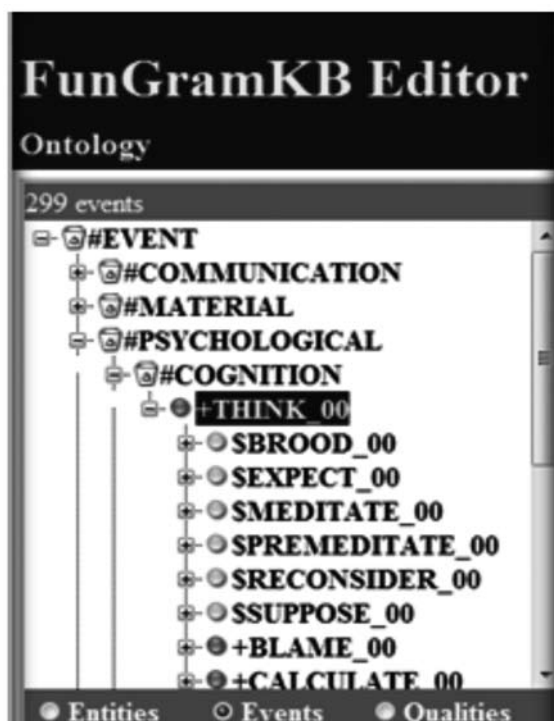 FunGramKB Editor
Ontology
299 events
#EVENT
#COMMUNICATION
#MATERIAL
#PSYCHOLOGICAL
#COGNITION
+THINK_00
$BROOD_00
$EXPECT_00
$MEDITATE_00
$PREMEDITATE_00
$RECONSIDER_00
$SUPPOSE_00
+BLAME_00
+CALCULATE_00
Entities Events Qualities